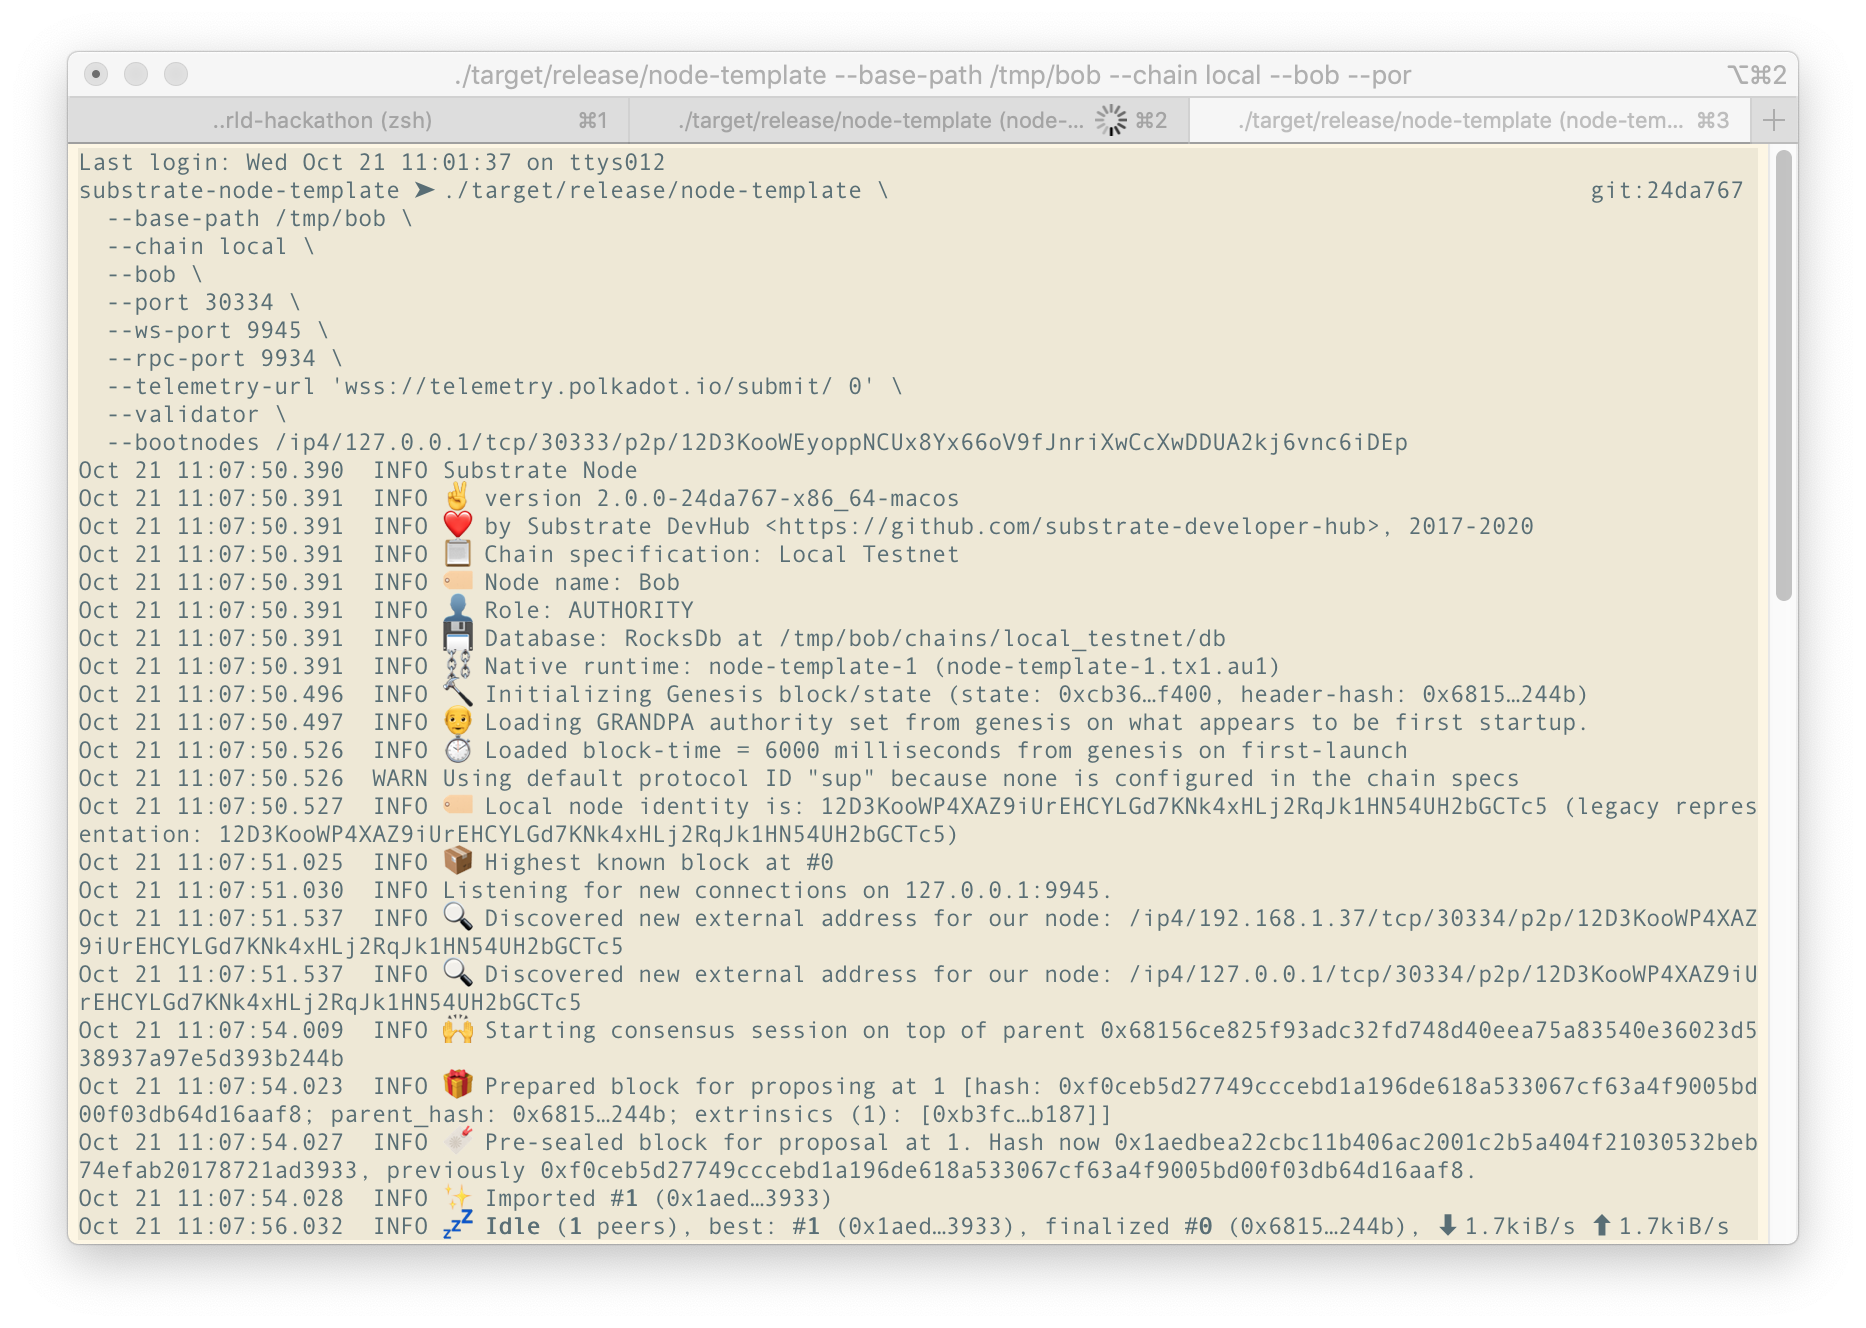 ./target/release/node-template --base-path /tmp/bob --chain local --bob --por ⌥⌘2
..rld-hackathon (zsh) ⌘1 ./target/release/node-template (node-... ⌘2 ./target/release/node-template (node-tem... ⌘3
Last login: Wed Oct 21 11:01:37 on ttys012
substrate-node-template ➤ ./target/release/node-template \ git:24da767
--base-path /tmp/bob \
--chain local \
--bob \
--port 30334 \
--ws-port 9945 \
--rpc-port 9934 \
--telemetry-url 'wss://telemetry.polkadot.io/submit/ 0' \
--validator \
--bootnodes /ip4/127.0.0.1/tcp/30333/p2p/12D3KooWEyoppNCUx8Yx66oV9fJnriXwCcXwDDUA2kj6vnc6iDEp
Oct 21 11:07:50.390 INFO Substrate Node
Oct 21 11:07:50.391 INFO ✌️ version 2.0.0-24da767-x86_64-macos
Oct 21 11:07:50.391 INFO ❤️ by Substrate DevHub <https://github.com/substrate-developer-hub>, 2017-2020
Oct 21 11:07:50.391 INFO 📋 Chain specification: Local Testnet
Oct 21 11:07:50.391 INFO 🏷 Node name: Bob
Oct 21 11:07:50.391 INFO 👤 Role: AUTHORITY
Oct 21 11:07:50.391 INFO 💾 Database: RocksDb at /tmp/bob/chains/local_testnet/db
Oct 21 11:07:50.391 INFO ⛓ Native runtime: node-template-1 (node-template-1.tx1.au1)
Oct 21 11:07:50.496 INFO 🔨 Initializing Genesis block/state (state: 0xcb36…f400, header-hash: 0x6815…244b)
Oct 21 11:07:50.497 INFO 👴 Loading GRANDPA authority set from genesis on what appears to be first startup.
Oct 21 11:07:50.526 INFO ⏱ Loaded block-time = 6000 milliseconds from genesis on first-launch
Oct 21 11:07:50.526 WARN Using default protocol ID "sup" because none is configured in the chain specs
Oct 21 11:07:50.527 INFO 🏷 Local node identity is: 12D3KooWP4XAZ9iUrEHCYLGd7KNk4xHLj2RqJk1HN54UH2bGCTc5 (legacy repres
entation: 12D3KooWP4XAZ9iUrEHCYLGd7KNk4xHLj2RqJk1HN54UH2bGCTc5)
Oct 21 11:07:51.025 INFO 📦 Highest known block at #0
Oct 21 11:07:51.030 INFO Listening for new connections on 127.0.0.1:9945.
Oct 21 11:07:51.537 INFO 🔍 Discovered new external address for our node: /ip4/192.168.1.37/tcp/30334/p2p/12D3KooWP4XAZ
9iUrEHCYLGd7KNk4xHLj2RqJk1HN54UH2bGCTc5
Oct 21 11:07:51.537 INFO 🔍 Discovered new external address for our node: /ip4/127.0.0.1/tcp/30334/p2p/12D3KooWP4XAZ9iU
rEHCYLGd7KNk4xHLj2RqJk1HN54UH2bGCTc5
Oct 21 11:07:54.009 INFO 🙌 Starting consensus session on top of parent 0x68156ce825f93adc32fd748d40eea75a83540e36023d5
38937a97e5d393b244b
Oct 21 11:07:54.023 INFO 🎁 Prepared block for proposing at 1 [hash: 0xf0ceb5d27749cccebd1a196de618a533067cf63a4f9005bd
00f03db64d16aaf8; parent_hash: 0x6815…244b; extrinsics (1): [0xb3fc…b187]]
Oct 21 11:07:54.027 INFO 🔖 Pre-sealed block for proposal at 1. Hash now 0x1aedbea22cbc11b406ac2001c2b5a404f21030532beb
74efab20178721ad3933, previously 0xf0ceb5d27749cccebd1a196de618a533067cf63a4f9005bd00f03db64d16aaf8.
Oct 21 11:07:54.028 INFO ✨ Imported #1 (0x1aed…3933)
Oct 21 11:07:56.032 INFO 💤 Idle (1 peers), best: #1 (0x1aed…3933), finalized #0 (0x6815…244b), ⬇ 1.7kiB/s ⬆ 1.7kiB/s